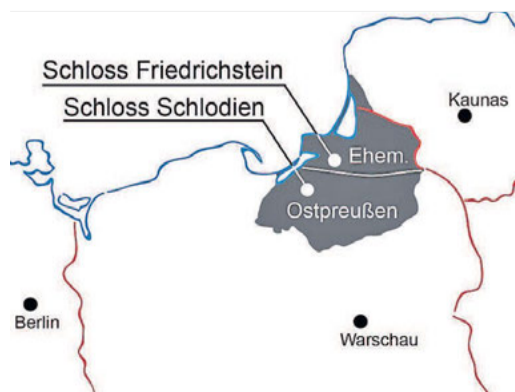 Schloss Friedrichstein
Schloss Schlodien
Kaunas
Ehem.
Ostpreußen
Berlin
Warschau